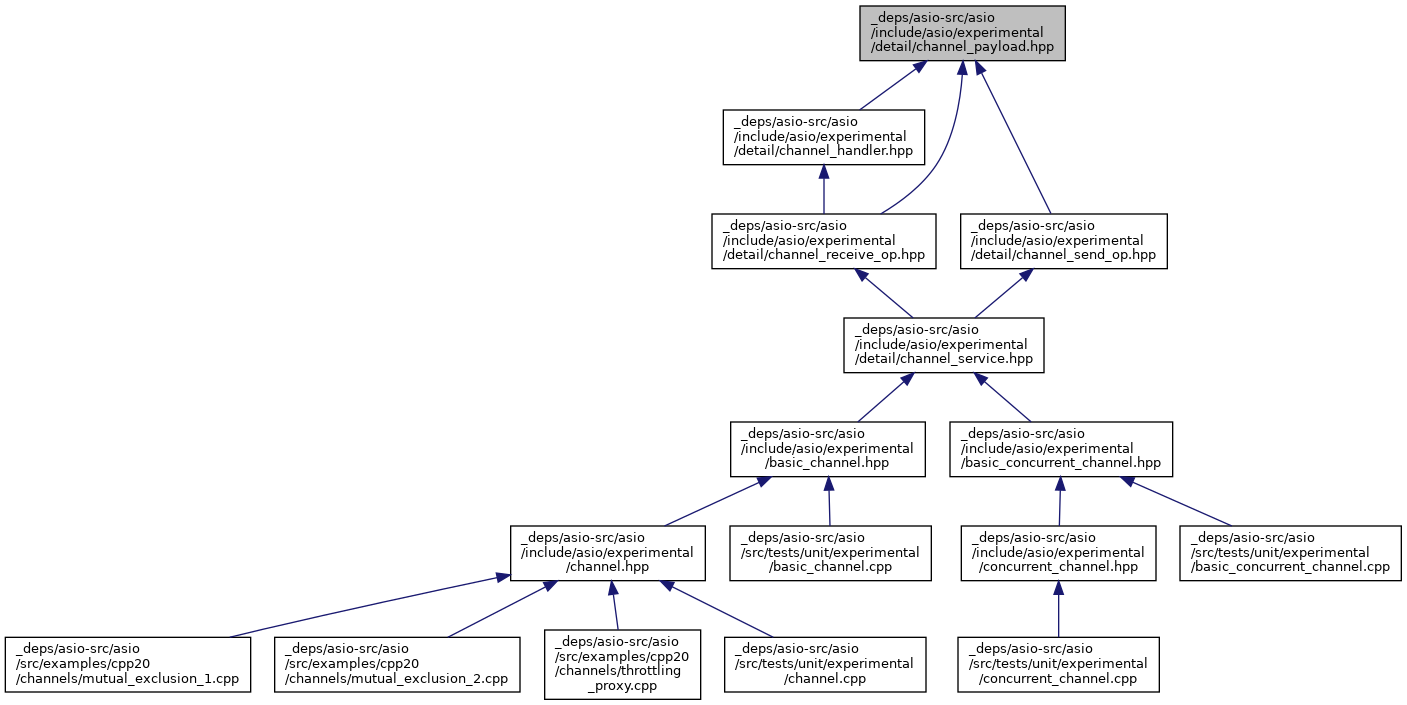 _deps/asio-src/asio
/include/asio/experimental
/detail/channel_payload.hpp
_deps/asio-src/asio
/include/asio/experimental
/detail/channel_handler.hpp
_deps/asio-src/asio
/include/asio/experimental
/detail/channel_receive_op.hpp
_deps/asio-src/asio
/include/asio/experimental
/detail/channel_send_op.hpp
_deps/asio-src/asio
/include/asio/experimental
/detail/channel_service.hpp
_deps/asio-src/asio
/include/asio/experimental
/basic_channel.hpp
_deps/asio-src/asio
/include/asio/experimental
/basic_concurrent_channel.hpp
_deps/asio-src/asio
/include/asio/experimental
/channel.hpp
_deps/asio-src/asio
/src/tests/unit/experimental
/basic_channel.cpp
_deps/asio-src/asio
/include/asio/experimental
/concurrent_channel.hpp
_deps/asio-src/asio
/src/tests/unit/experimental
/basic_concurrent_channel.cpp
_deps/asio-src/asio
/src/examples/cpp20
/channels/mutual_exclusion_1.cpp
_deps/asio-src/asio
/src/examples/cpp20
/channels/mutual_exclusion_2.cpp
_deps/asio-src/asio
/src/examples/cpp20
/channels/throttling
_proxy.cpp
_deps/asio-src/asio
/src/tests/unit/experimental
/channel.cpp
_deps/asio-src/asio
/src/tests/unit/experimental
/concurrent_channel.cpp